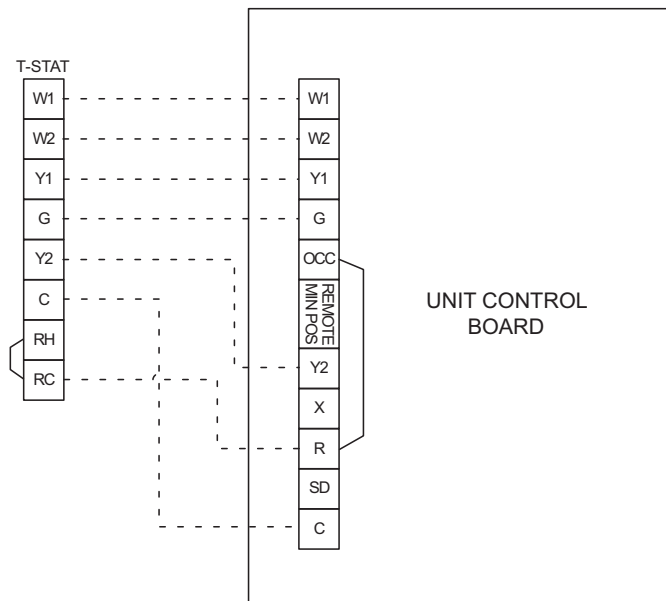 T-STAT
W1
W2
Y1
G
Y2
C
RH
RC
W1
W2
Y1
G
OCC
REMOTE
MIN POS
Y2
X
R
SD
C
UNIT CONTROL
BOARD